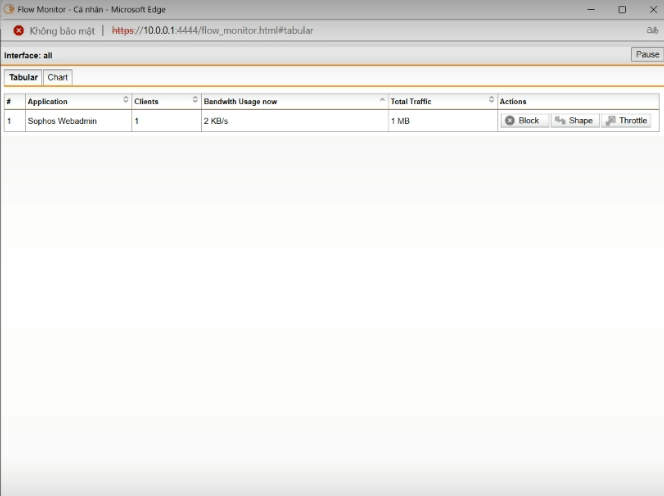 Flow Monitor - Cá nhân - Microsoft Edge
Không bảo mật | https://10.0.0.1:4444/flow_monitor.html#tabular
Interface: all Pause
Tabular Chart
# Application Clients Bandwith Usage now Total Traffic Actions
1 Sophos Webadmin 1 2 KB/s 1 MB Block Shape Throttle